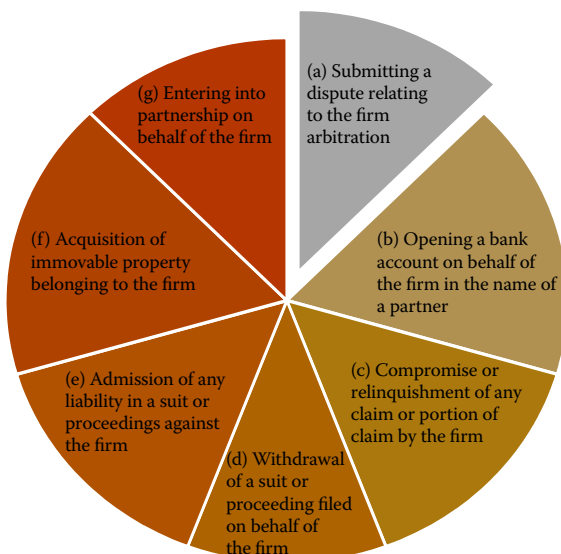 (a) Submitting a
dispute relating
to the firm
arbitration
(b) Opening a bank
account on behalf of
the firm in the name of
a partner
(c) Compromise or
relinquishment of any
claim or portion of
claim by the firm
(d) Withdrawal
of a suit or
proceeding filed
on behalf of
the firm
(e) Admission of any
liability in a suit or
proceedings against
the firm
(f) Acquisition of
immovable property
belonging to the firm
(g) Entering into
partnership on
behalf of the firm